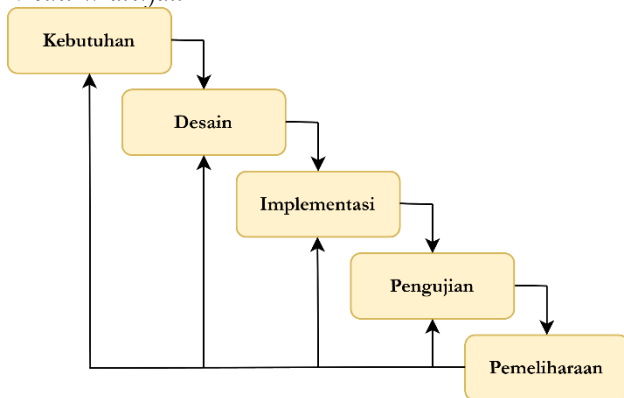 Kebutuhan
Desain
Implementasi
Pengujian
Pemeliharaan